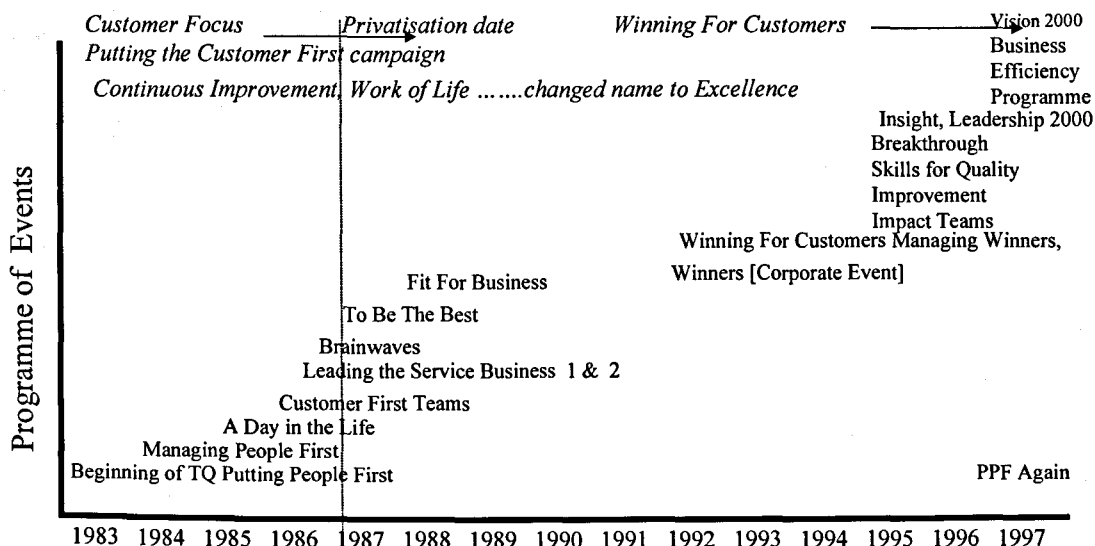 Customer Focus
Privatisation date
Winning For Customers
Vision 2000
Putting the Customer First campaign
Business
Efficiency
Continuous Improvement, Work of Life .......changed name to Excellence
Programme
Insight, Leadership 2000
Breakthrough
Skills for Quality
Improvement
Impact Teams
Winning For Customers Managing Winners,
Winners [Corporate Event]
Fit For Business
To Be The Best
Brainwaves
Leading the Service Business 1 & 2
Customer First Teams
A Day in the Life
Managing People First
Beginning of TQ Putting People First
PPF Again
Programme of Events
1983 1984 1985 1986 1987 1988 1989 1990 1991 1992 1993 1994 1995 1996 1997